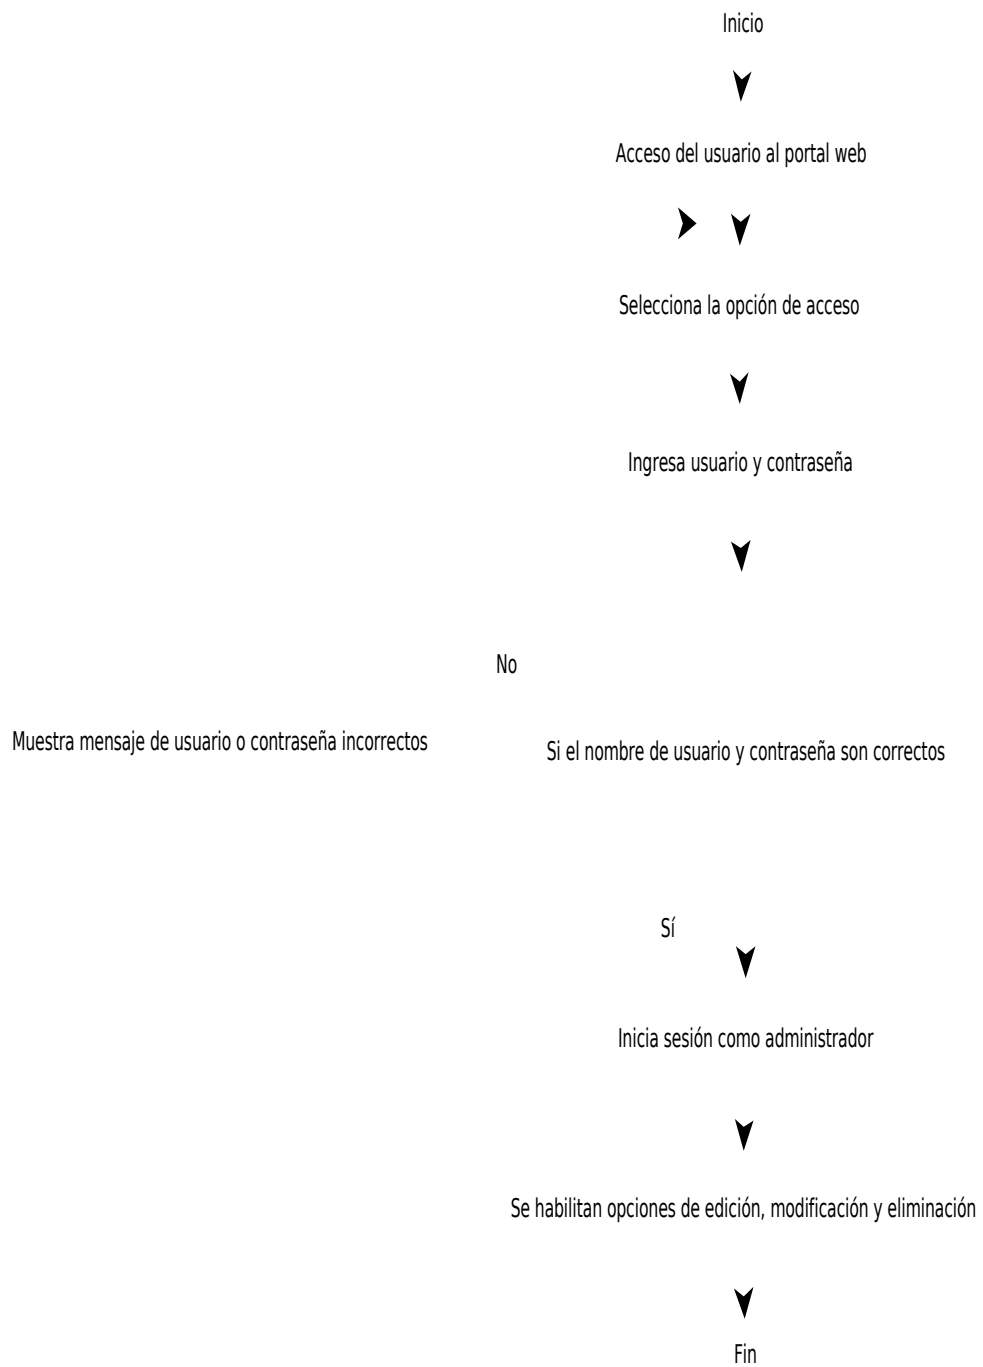 Inicio
Acceso del usuario al portal web
Selecciona la opción de acceso
Ingresa usuario y contraseña
No
Muestra mensaje de usuario o contraseña incorrectos
Si el nombre de usuario y contraseña son correctos
Sí
Inicia sesión como administrador
Se habilitan opciones de edición, modificación y eliminación
Fin